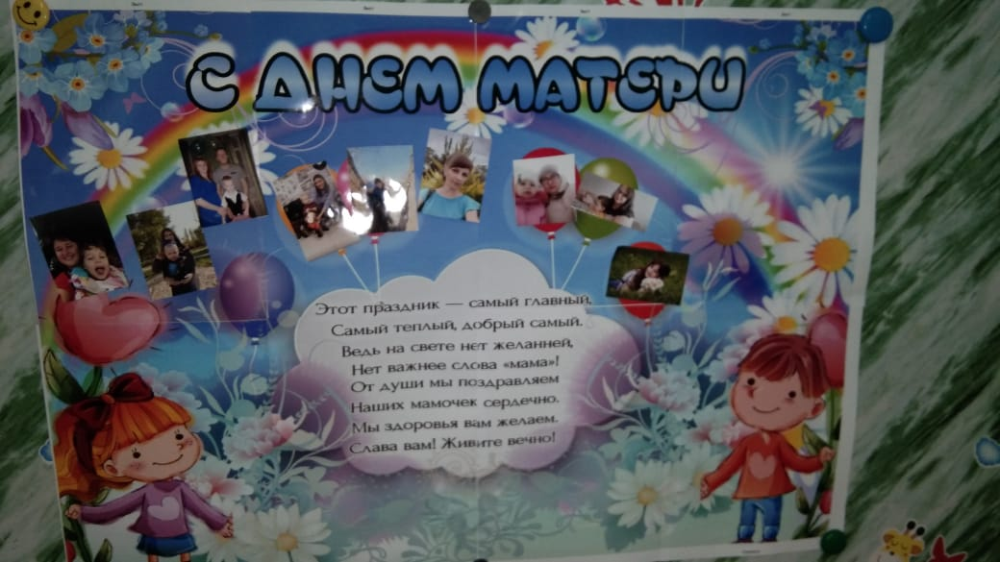 С ДНЕМ МАТЕРИ
Этот праздник — самый главный,
Самый теплый, добрый самый.
Ведь на свете нет желанней,
Нет важнее слова «мама»!
От души мы поздравляем
Наших мамочек сердечно.
Мы здоровья вам желаем.
Слава вам! Живите вечно!